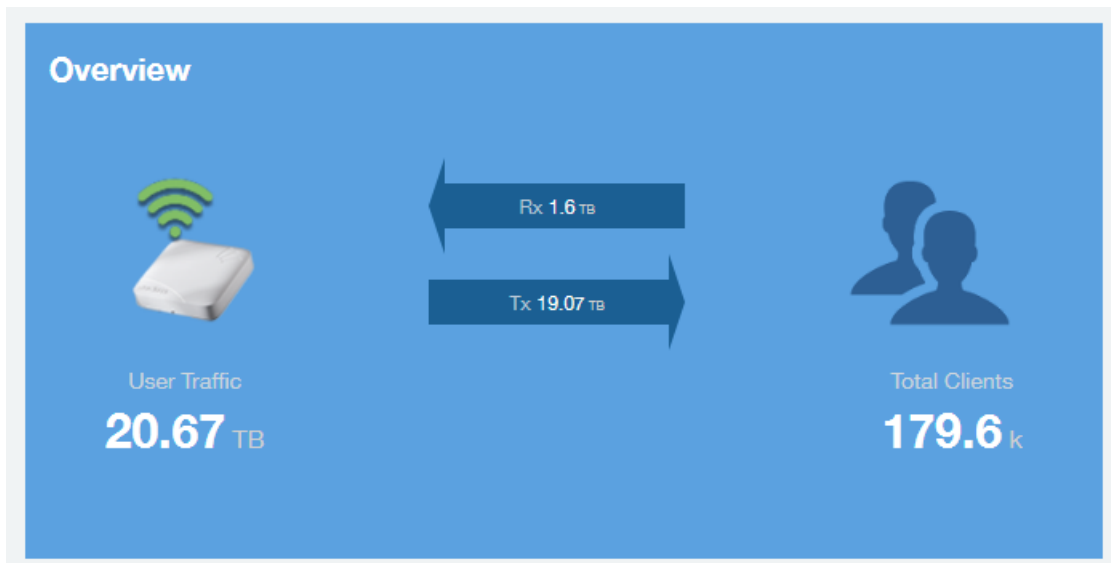 Overview
Rx 1.6 TB
Tx 19.07 TB
User Traffic
20.67 TB
Total Clients
179.6 k